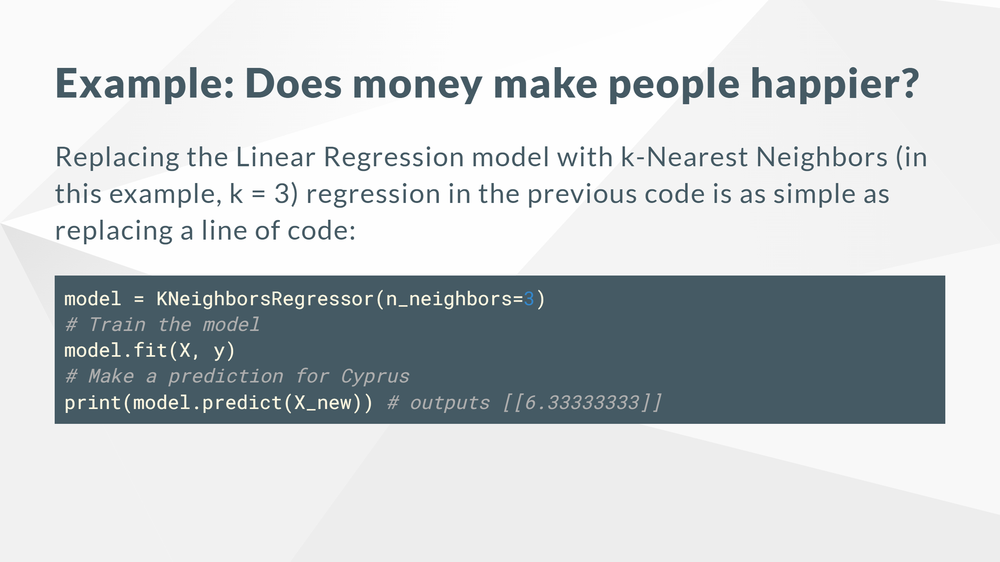 Example: Does money make people happier?
Replacing the Linear Regression model with k-Nearest Neighbors (in
this example, k = 3) regression in the previous code is as simple as
replacing a line of code:
model = KNeighborsRegressor(n_neighbors=3)
# Train the model
model.fit(X, y)
# Make a prediction for Cyprus
print(model.predict(X_new)) # outputs [[6.33333333]]